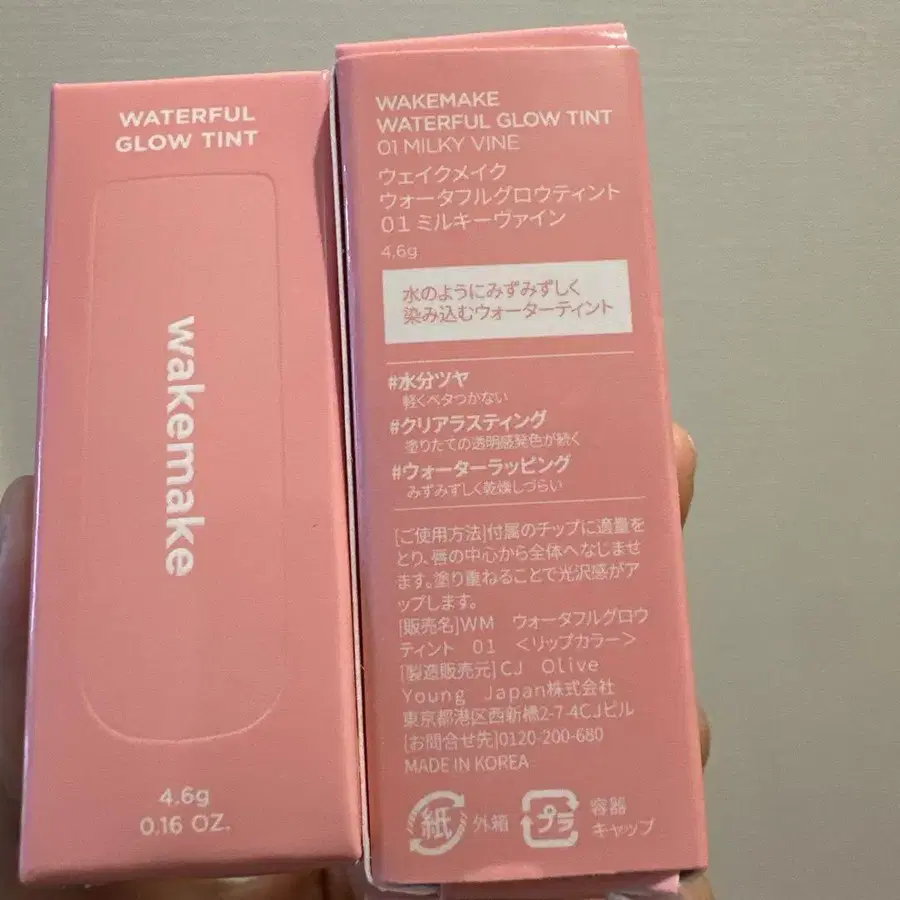 WATERFUL
GLOW TINT
wakemake
4.6g
0.16 OZ.
WAKEMAKE
WATERFUL GLOW TINT
01 MILKY VINE
ウェイクメイク
ウォータフルグロウティント
01 ミルキーヴァイン
4.6g
水のようにみずみずしく
染み込むウォーターティント
#水分ツヤ
軽くベタつかない
#クリアラスティング
塗りたての透明感発色が続く
#ウォーターラッピング
みずみずしく乾燥しづらい
[ご使用方法]付属のチップに適量を
とり、唇の中心から全体へなじませ
ます。塗り重ねることで光沢感がア
ップします。
[販売名]WM ウォータフルグロウ
ティント 01 <リップカラー>
[製造販売元]CJ Olive
Young Japan株式会社
東京都港区西新橋2-7-4CJビル
[お問合せ先]0120-200-680
MADE IN KOREA
紙 外箱 プラ 容器
キャップ